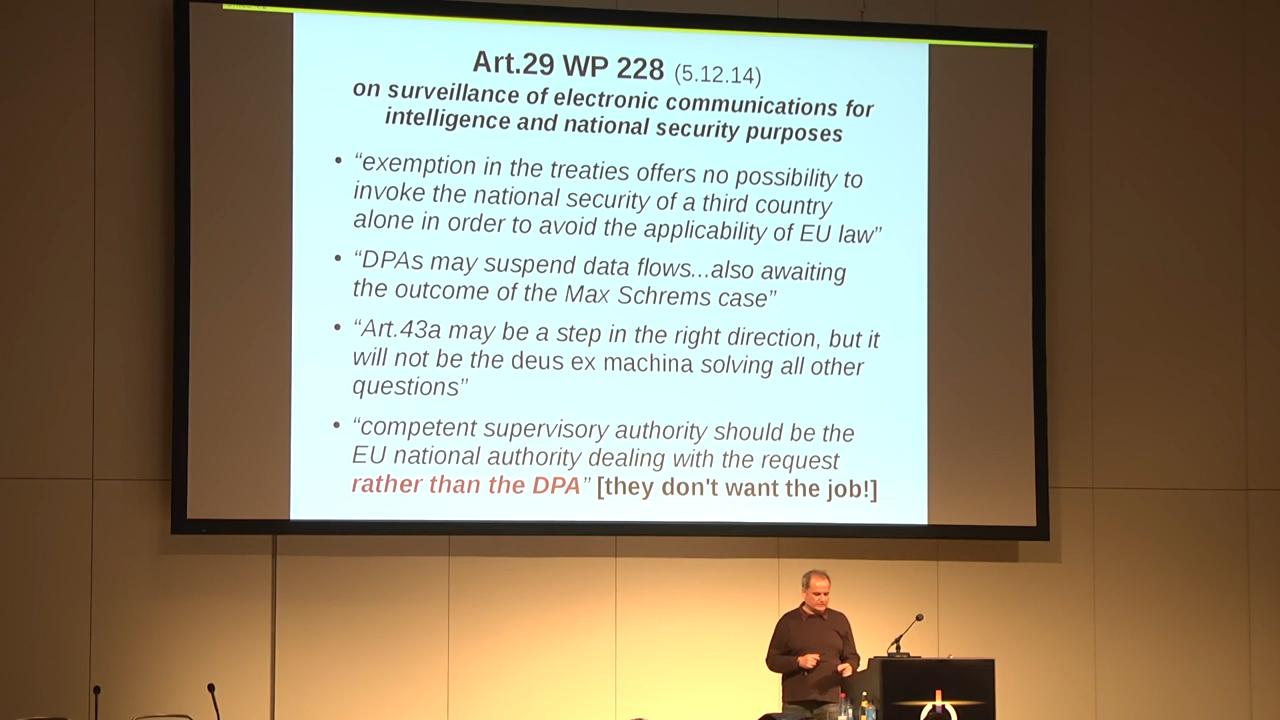 Art.29 WP 228 (5.12.14)
on surveillance of electronic communications for
intelligence and national security purposes
• “exemption in the treaties offers no possibility to
invoke the national security of a third country
alone in order to avoid the applicability of EU law”
• “DPAs may suspend data flows...also awaiting
the outcome of the Max Schrems case”
• “Art.43a may be a step in the right direction, but it
will not be the deus ex machina solving all other
questions”
• “competent supervisory authority should be the
EU national authority dealing with the request
rather than the DPA” [they don't want the job!]